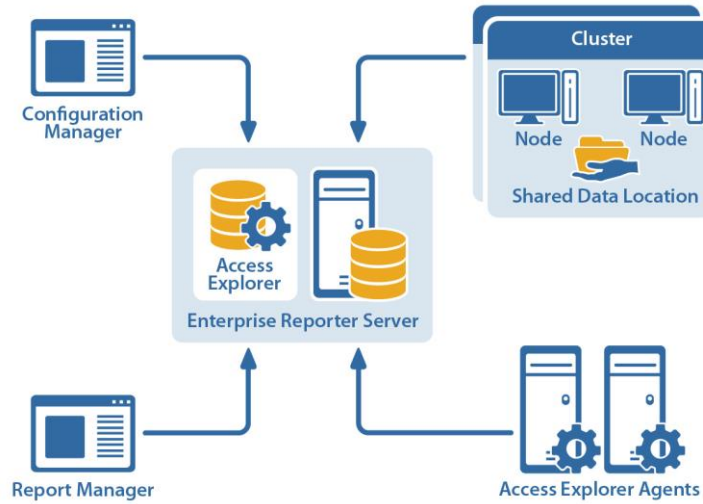 Configuration
Manager
Cluster
Node
Node
Shared Data Location
Access
Explorer
Enterprise Reporter Server
Report Manager
Access Explorer Agents